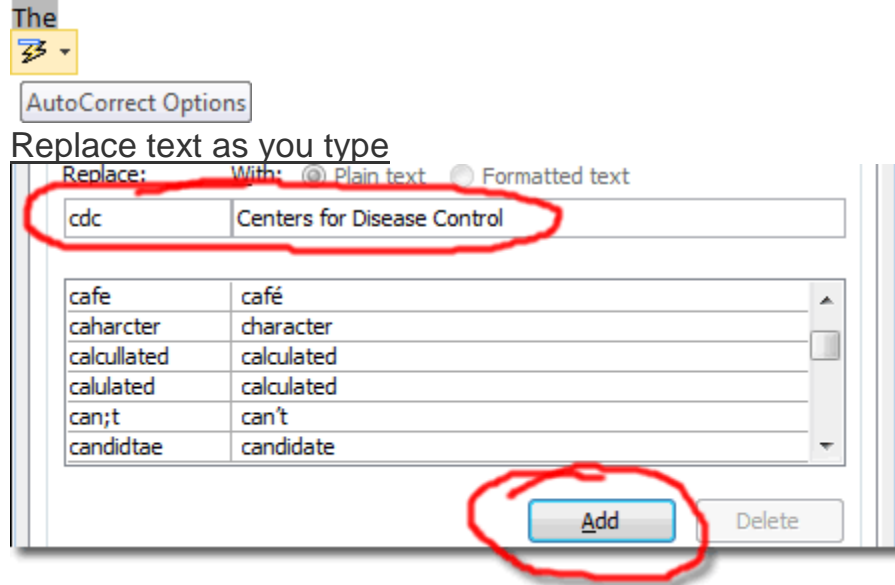 The
AutoCorrect Options
Replace text as you type
Replace: With: Plain text Formatted text
cdc Centers for Disease Control
cafe café
caharcter character
calcullated calculated
calulated calculated
can;t can't
candidtae candidate
Add Delete